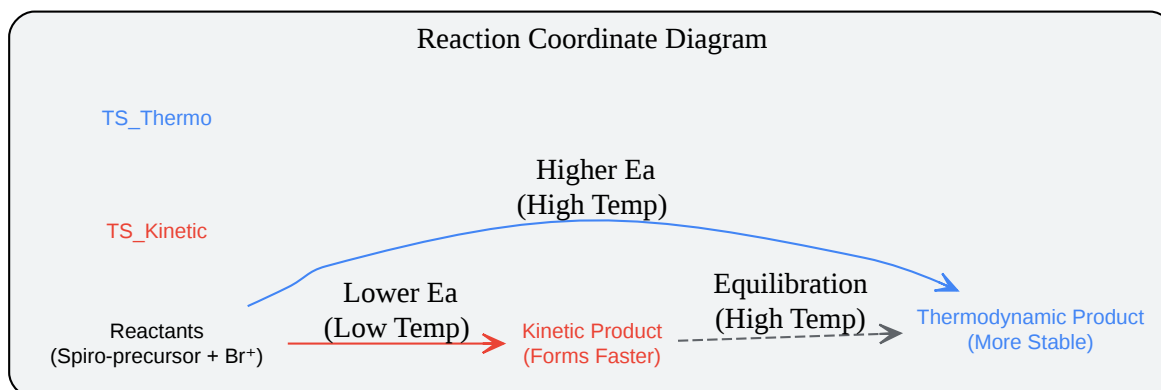 Reaction Coordinate Diagram
TS_Thermo
Higher Ea
(High Temp)
TS_Kinetic
Lower Ea
(Low Temp)
Equilibration
(High Temp)
Reactants
(Spiro-precursor + Br⁺)
Kinetic Product
(Forms Faster)
Thermodynamic Product
(More Stable)